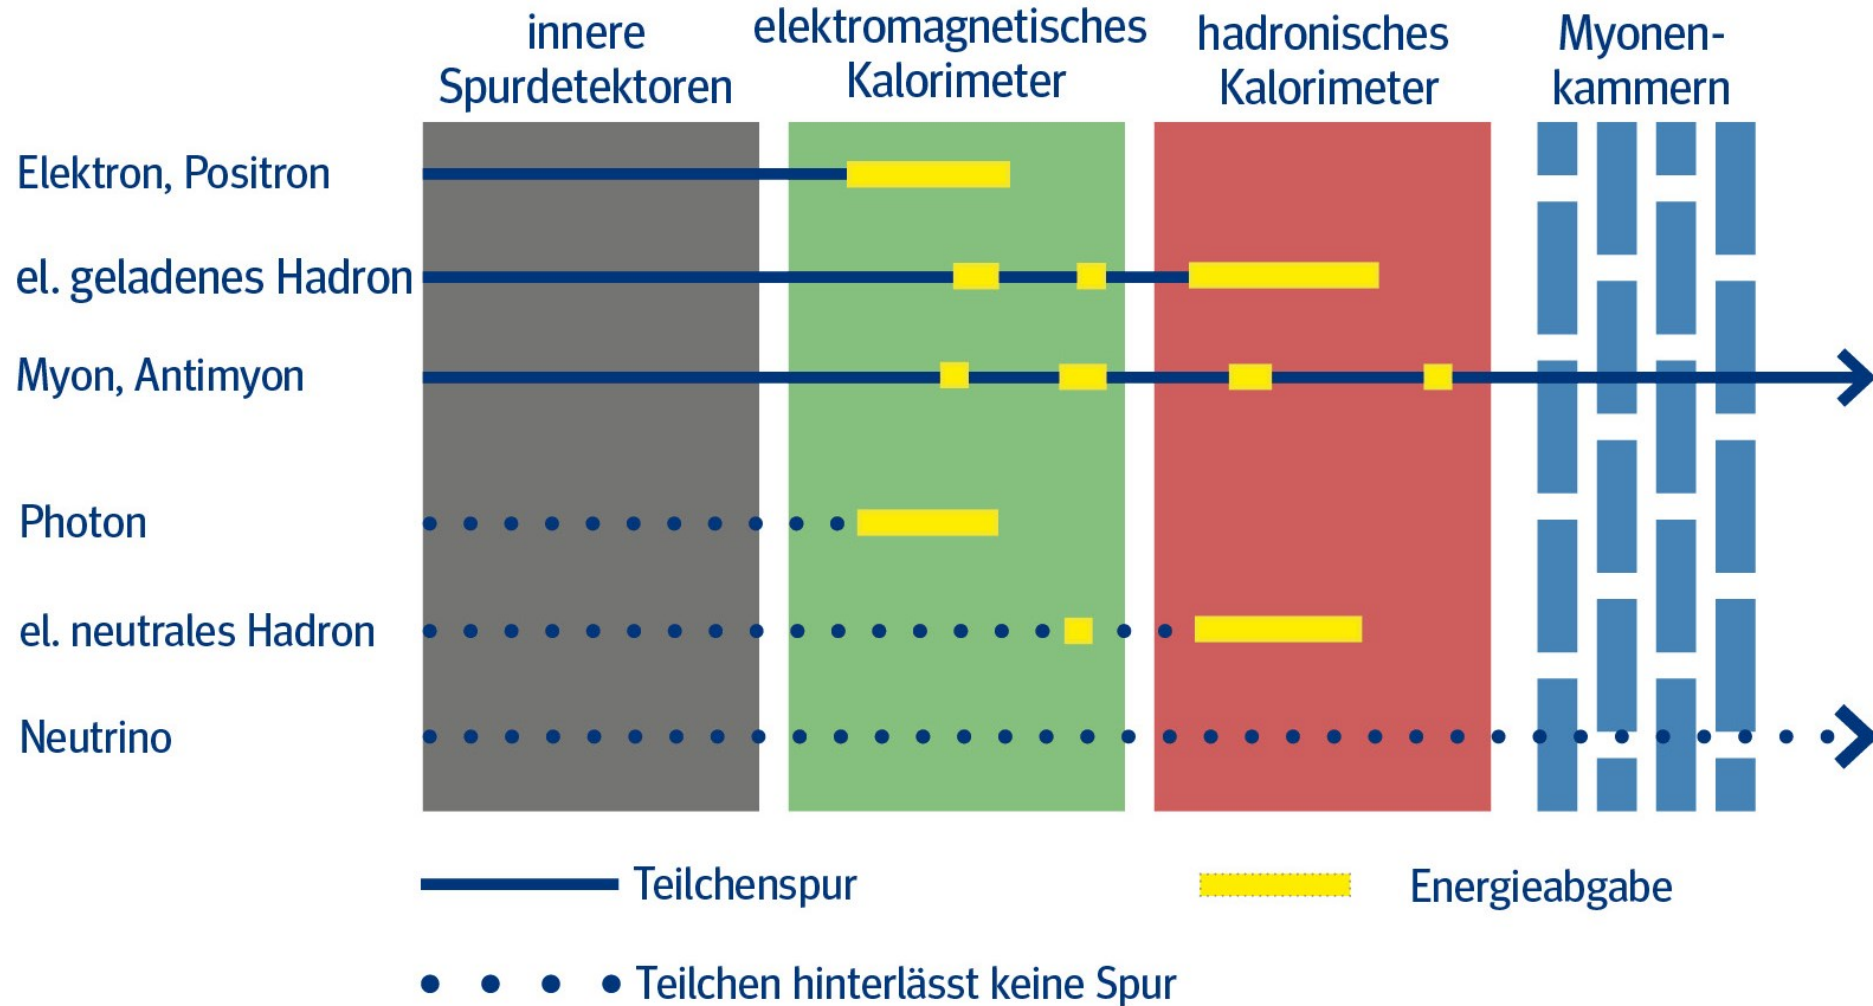 innere
Spurdetektoren
elektromagnetisches
Kalorimeter
hadronisches
Kalorimeter
Myonen-
kammern
Elektron, Positron
el. geladenes Hadron
Myon, Antimyon
Photon
el. neutrales Hadron
Neutrino
Teilchenspur
Energieabgabe
Teilchen hinterlässt keine Spur